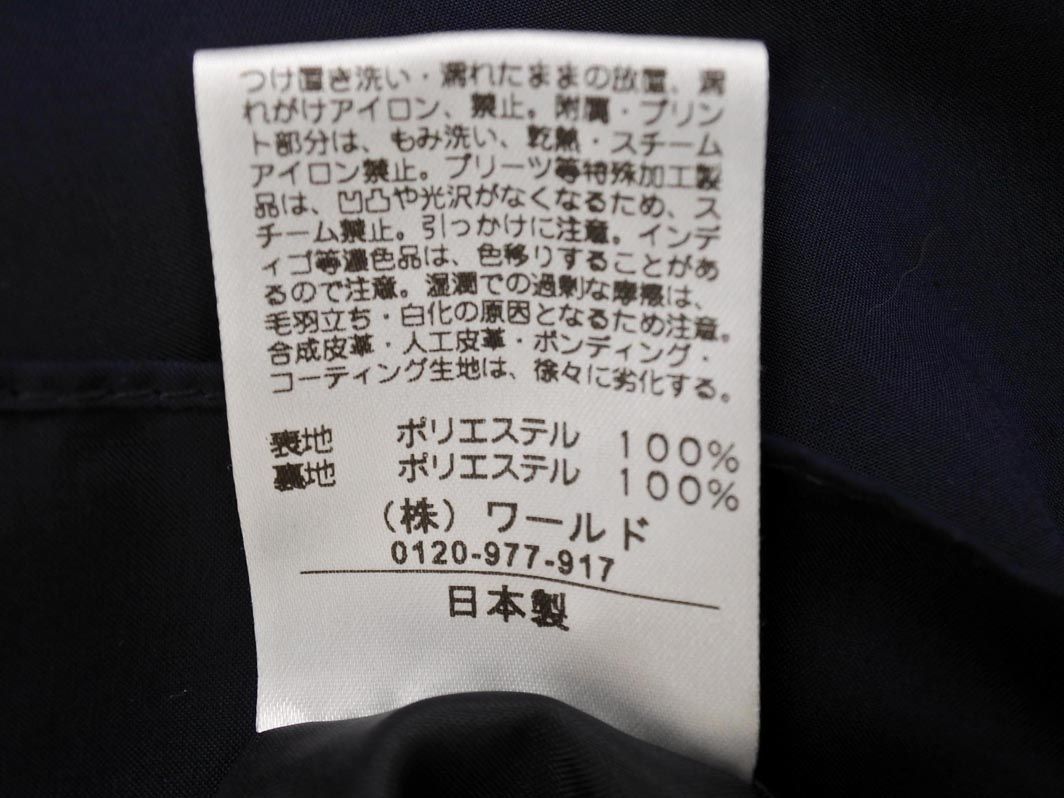 つけ置き洗い・濡れたままの放置、濡
れがけアイロン、禁止。附属・プリン
ト部分は、もみ洗い、乾熱・スチーム
アイロン禁止。プリーツ等特殊加工製
品は、凹凸や光沢がなくなるため、ス
チーム禁止。引っかけに注意。インデ
ィゴ等濃色品は、色移りすることがあ
るので注意。湿潤での過剰な摩擦は、
毛羽立ち・白化の原因となるため注意。
合成皮革・人工皮革・ボンディング・
コーティング生地は、徐々に劣化する。
表地 ポリエステル 100%
裏地 ポリエステル 100%
(株) ワールド
0120-977-917
日本製